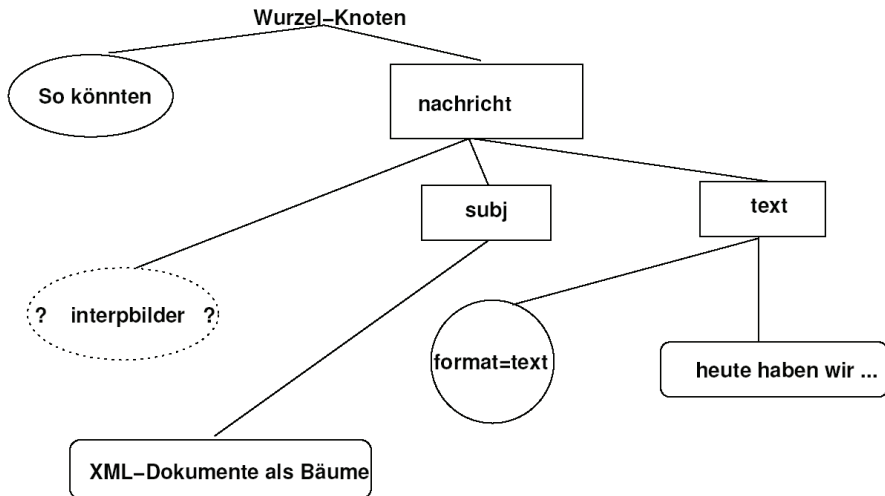 Wurzel–Knoten
So könnten
nachricht
subj
text
? interpbilder ?
format=text
heute haben wir ...
XML–Dokumente als Bäume